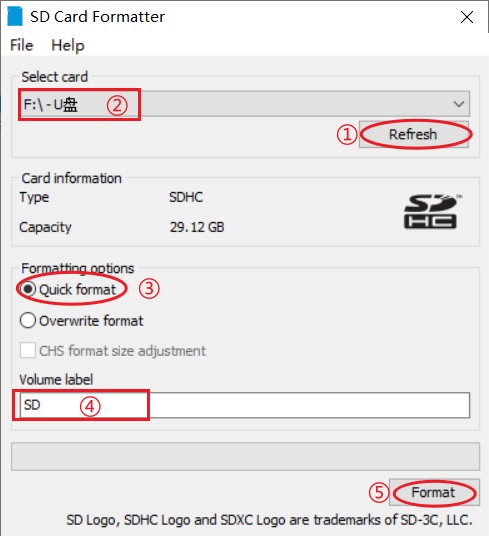 SD Card Formatter
File Help
Select card
F:\ - U盘 ②
① Refresh
Card information
Type SDHC
Capacity 29.12 GB
SD HC ™
Formatting options
Quick format ③
Overwrite format
CHS format size adjustment
Volume label
SD ④
⑤ Format
SD Logo, SDHC Logo and SDXC Logo are trademarks of SD-3C, LLC.